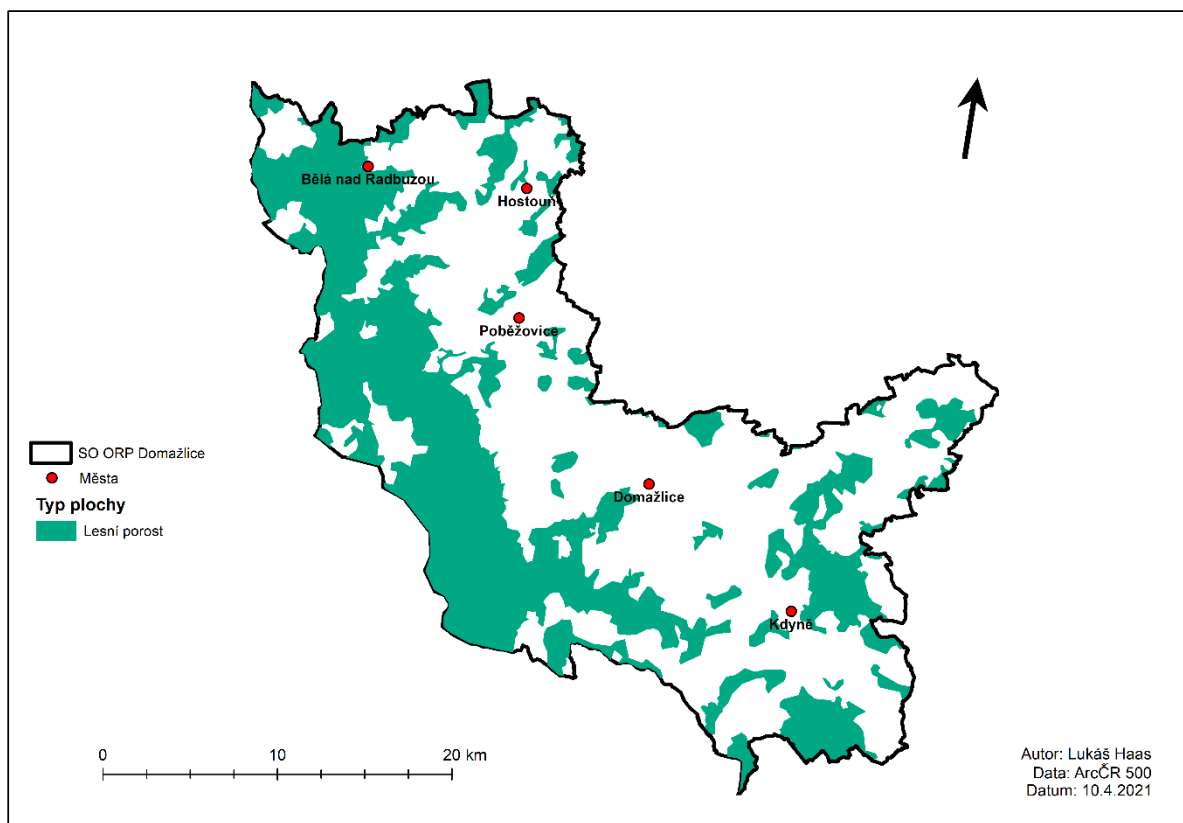 Bělá nad Radbuzou
Hostouň
Poběžovice
Domažlice
Kdyně
SO ORP Domažlice
Města
Typ plochy
Lesní porost
0 10 20 km
Autor: Lukáš Haas
Data: ArcČR 500
Datum: 10.4.2021